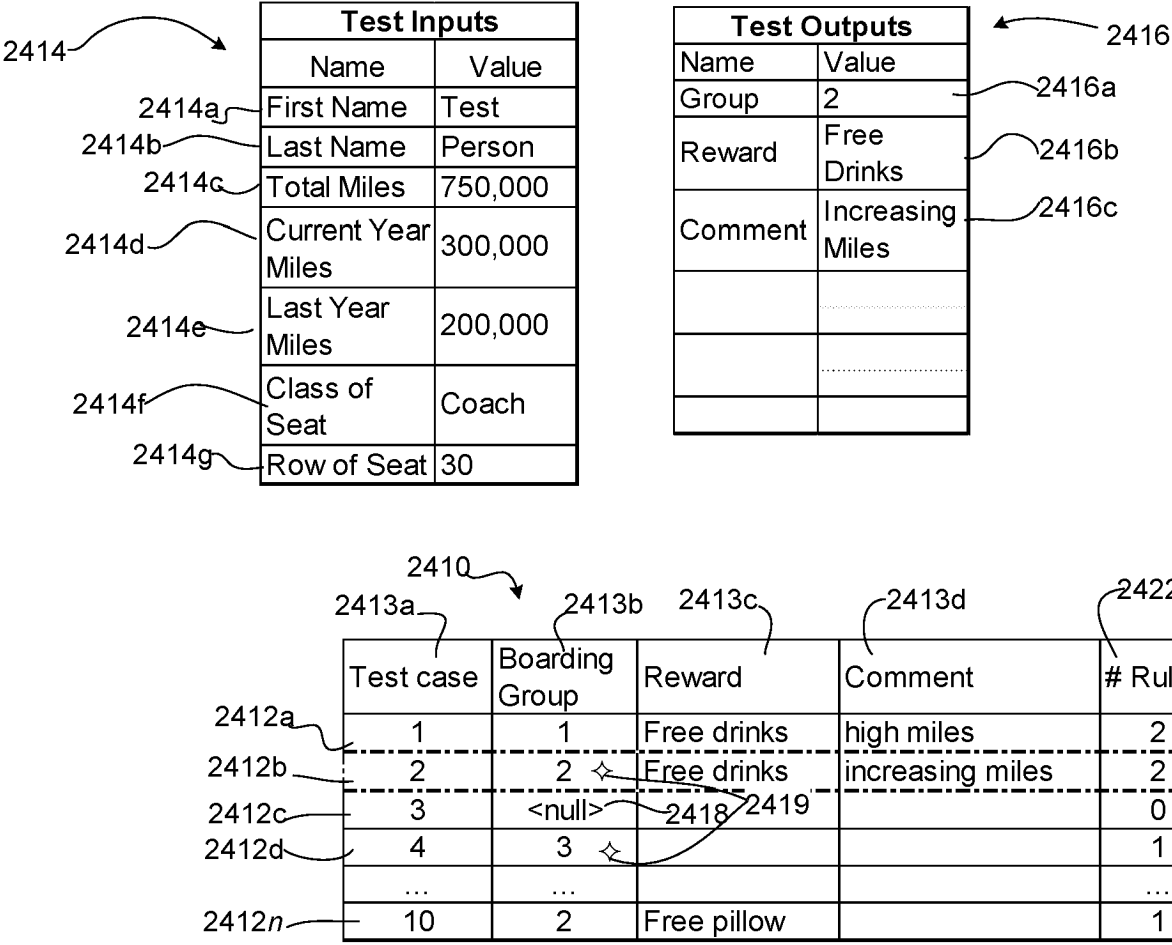 Test Inputs
2414
Name Value
2414a First Name Test
2414b Last Name Person
2414c Total Miles 750,000
2414d Current Year Miles 300,000
2414e Last Year Miles 200,000
2414f Class of Seat Coach
2414g Row of Seat 30
Test Outputs
2416
Name Value
Group 2 2416a
Reward Free Drinks 2416b
Comment Increasing Miles 2416c
2410
2413a 2413b 2413c 2413d 2422
Test case Boarding Group Reward Comment # Rul
2412a 1 1 Free drinks high miles 2
2412b 2 2 Free drinks increasing miles 2
2412c 3 <null> 2418 2419 0
2412d 4 3 1
... ... ...
2412n 10 2 Free pillow 1